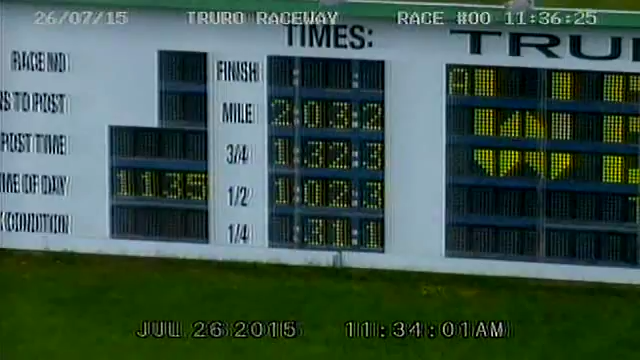 26/07/15 TRURO RACEWAY RACE #00 11:36:25
TIMES: TRU
RACE NO FINISH
TO POST MILE 2:03:2
POST TIME 3/4 1:32:3
OF DAY 1135 1/2 1:02:3
CONDITION 1/4 :31:1
JUL 26 2015 11:34:01AM